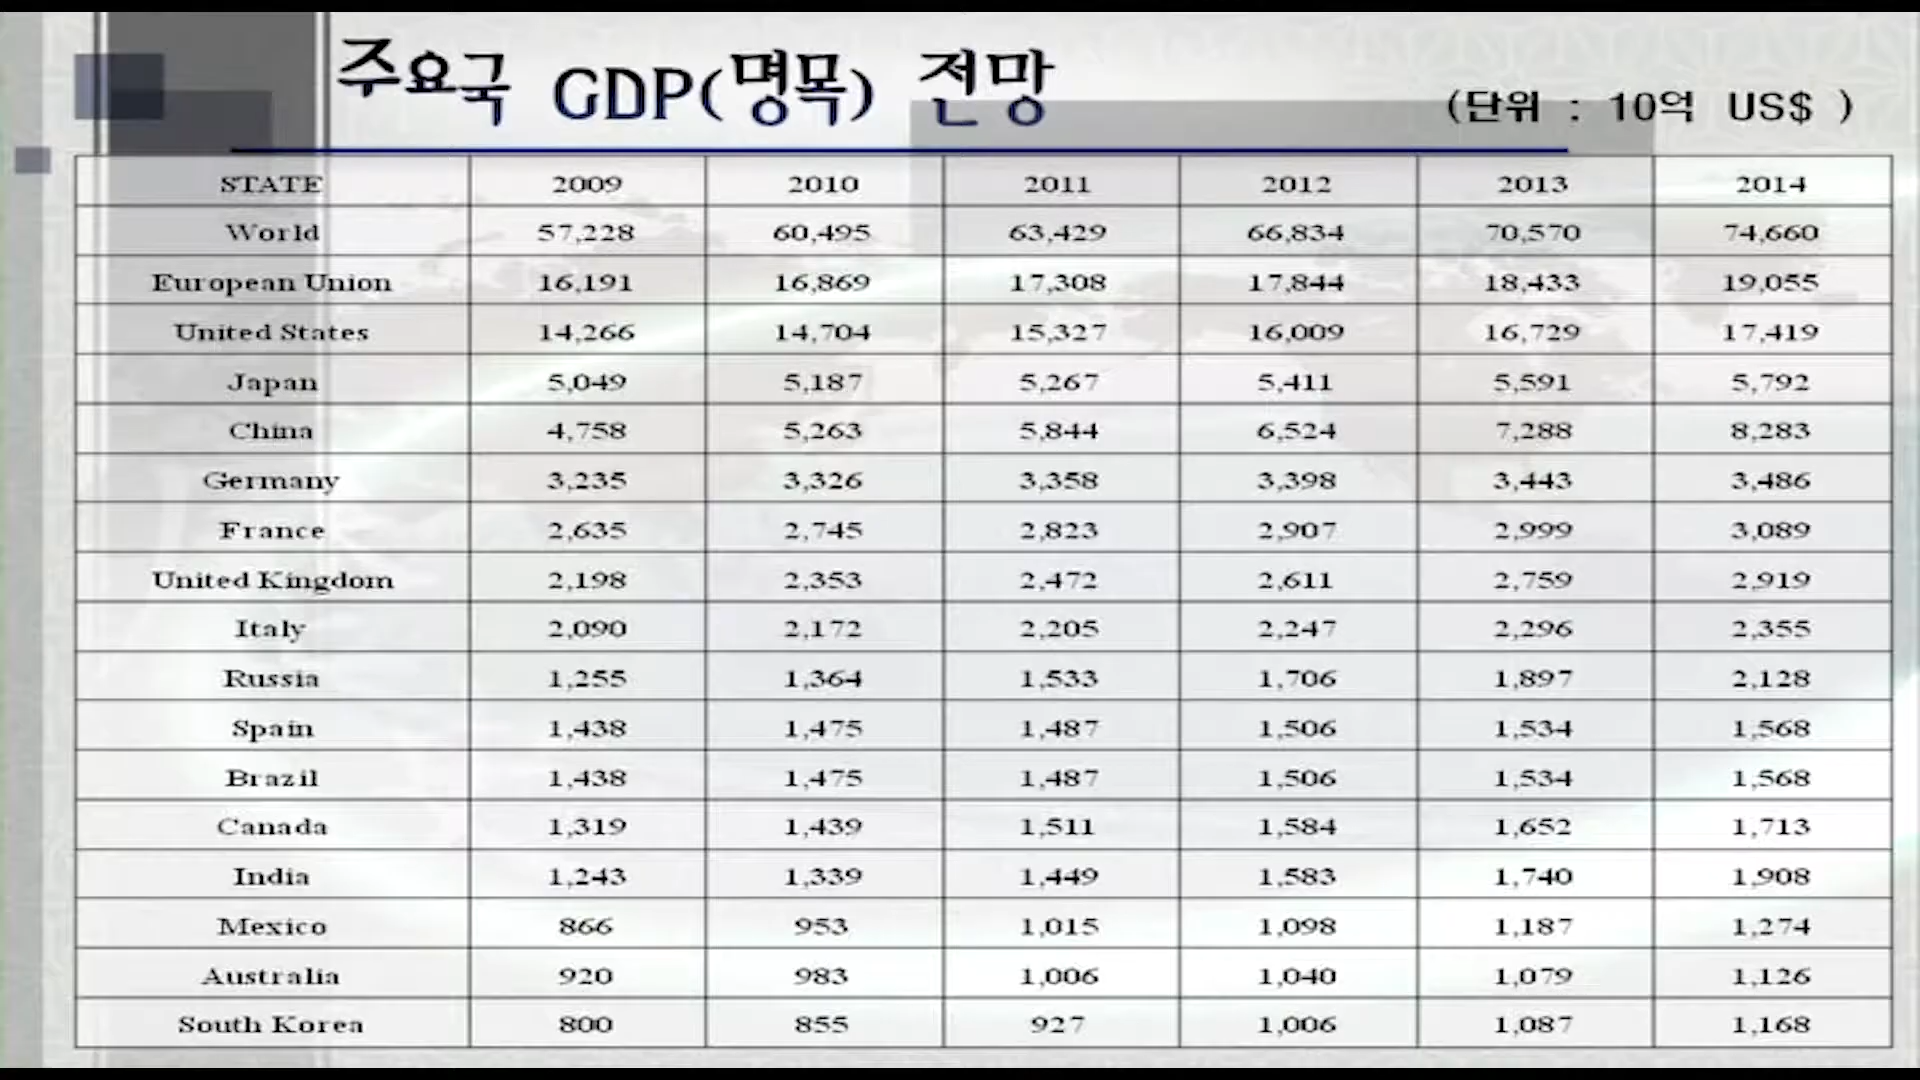 주요국 GDP(명목) 전망
(단위 : 10억 US$ )
STATE 2009 2010 2011 2012 2013 2014
World 57,228 60,495 63,429 66,834 70,570 74,660
European Union 16,191 16,869 17,308 17,844 18,433 19,055
United States 14,266 14,704 15,327 16,009 16,729 17,419
Japan 5,049 5,187 5,267 5,411 5,591 5,792
China 4,758 5,263 5,844 6,524 7,288 8,283
Germany 3,235 3,326 3,358 3,398 3,443 3,486
France 2,635 2,745 2,823 2,907 2,999 3,089
United Kingdom 2,198 2,353 2,472 2,611 2,759 2,919
Italy 2,090 2,172 2,205 2,247 2,296 2,355
Russia 1,255 1,364 1,533 1,706 1,897 2,128
Spain 1,438 1,475 1,487 1,506 1,534 1,568
Brazil 1,438 1,475 1,487 1,506 1,534 1,568
Canada 1,319 1,439 1,511 1,584 1,652 1,713
India 1,243 1,339 1,449 1,583 1,740 1,908
Mexico 866 953 1,015 1,098 1,187 1,274
Australia 920 983 1,006 1,040 1,079 1,126
South Korea 800 855 927 1,006 1,087 1,168